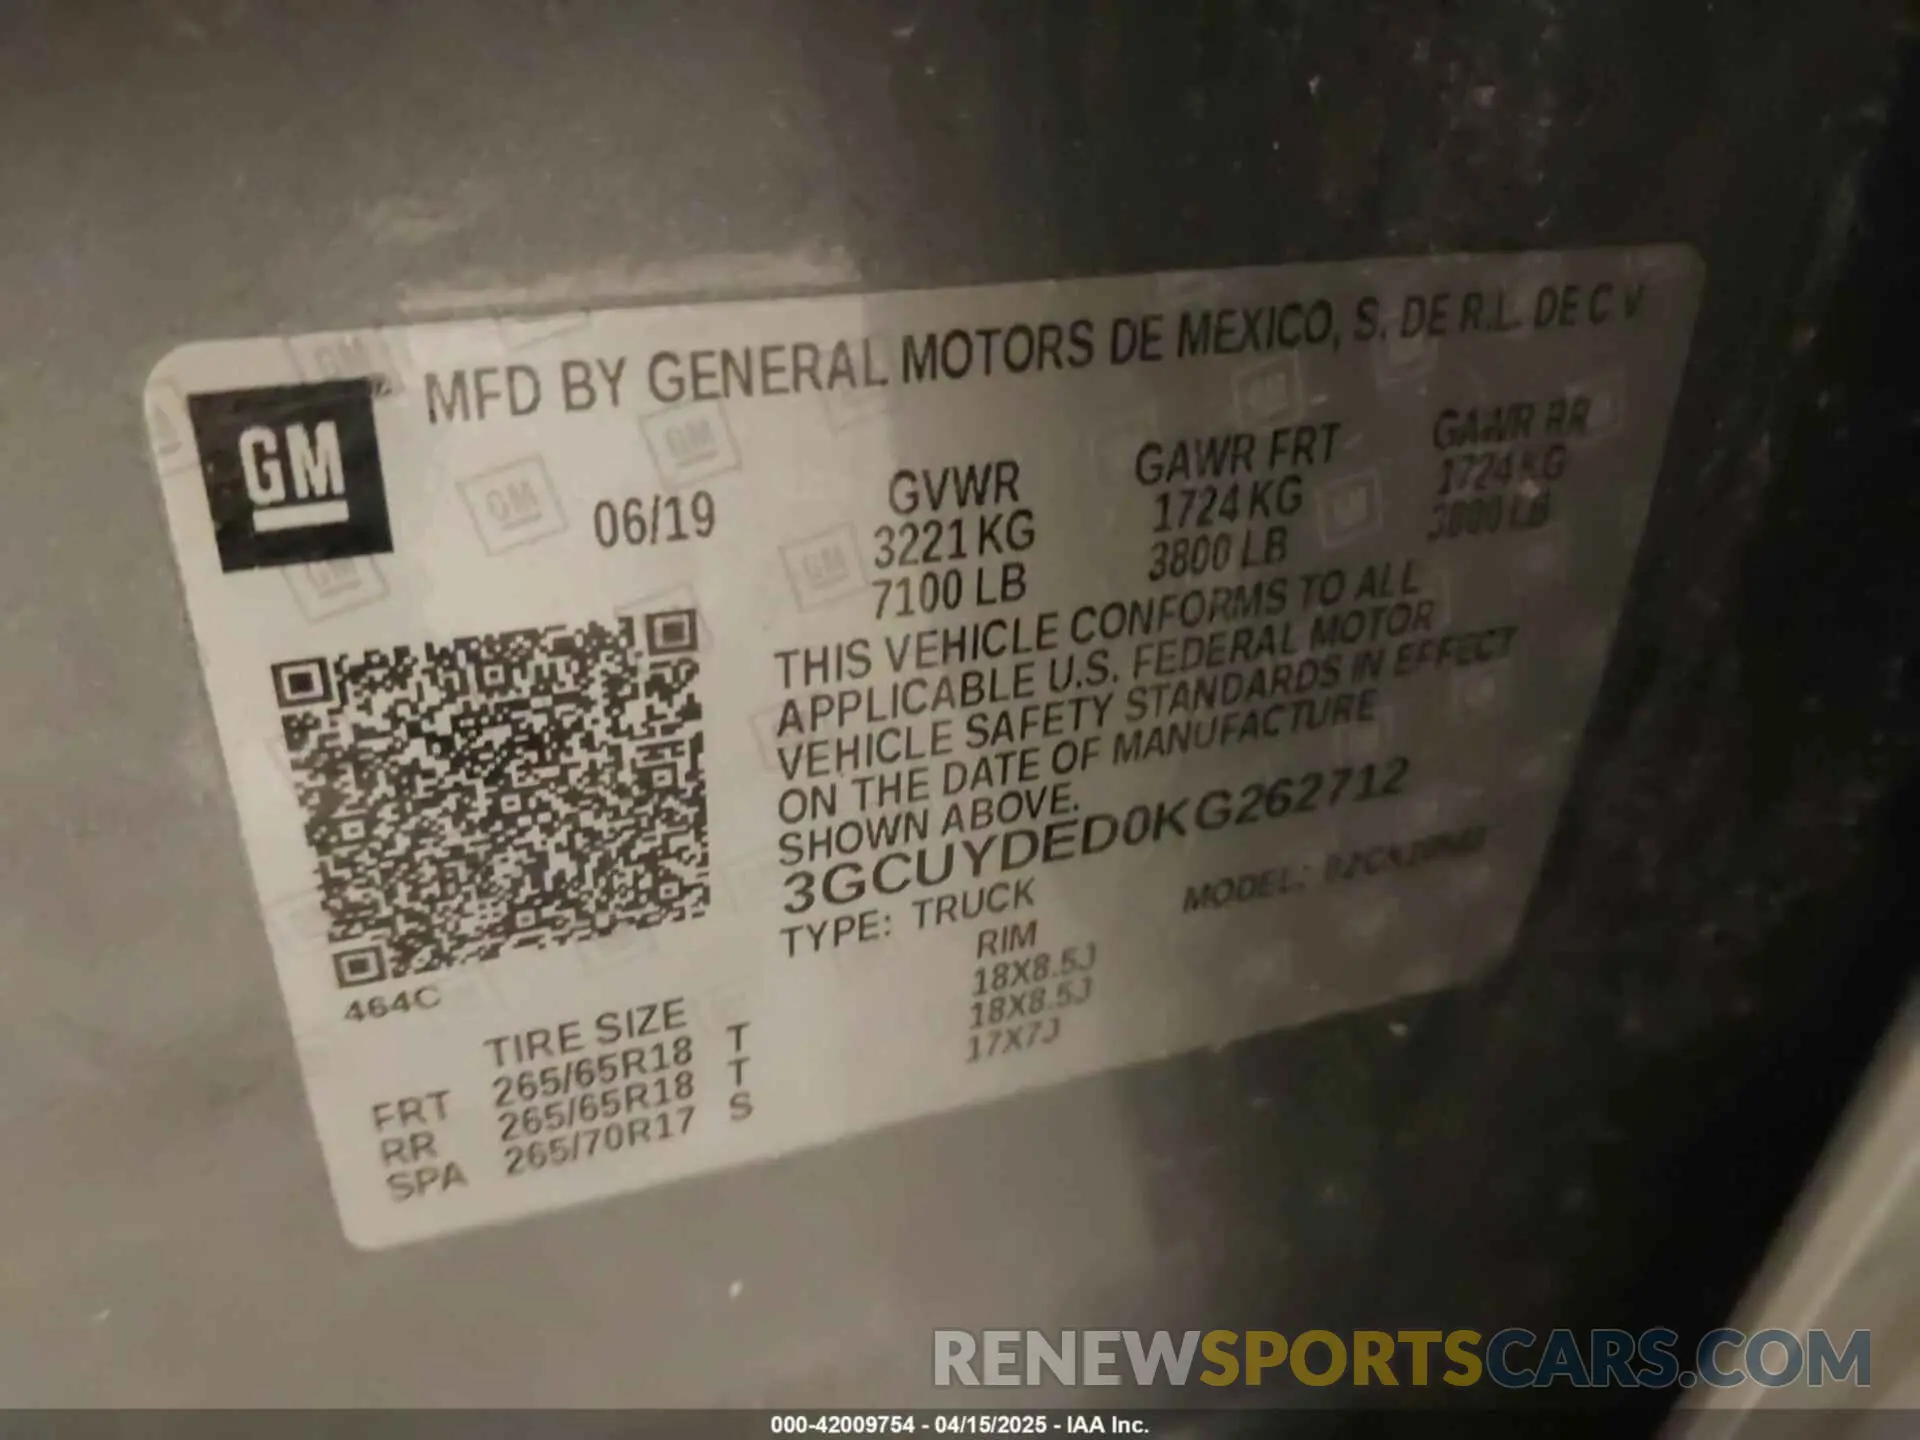 MFD BY GENERAL MOTORS DE MEXICO, S. DE R.L. DE C V
GM
06/19
GVWR
3221 KG
7100 LB
GAWR FRT
1724 KG
3800 LB
GAWR RR
1724 KG
3800 LB
THIS VEHICLE CONFORMS TO ALL
APPLICABLE U.S. FEDERAL MOTOR
VEHICLE SAFETY STANDARDS IN EFFECT
ON THE DATE OF MANUFACTURE
SHOWN ABOVE.
3GCUYDED0KG262712
TYPE: TRUCK
MODEL:
464C
TIRE SIZE
RIM
FRT 265/65R18 T 18X8.5J
RR 265/65R18 T 18X8.5J
SPA 265/70R17 S 17X7J
RENEWSPORTSCARS.COM
000-42009754 - 04/15/2025 - IAA Inc.